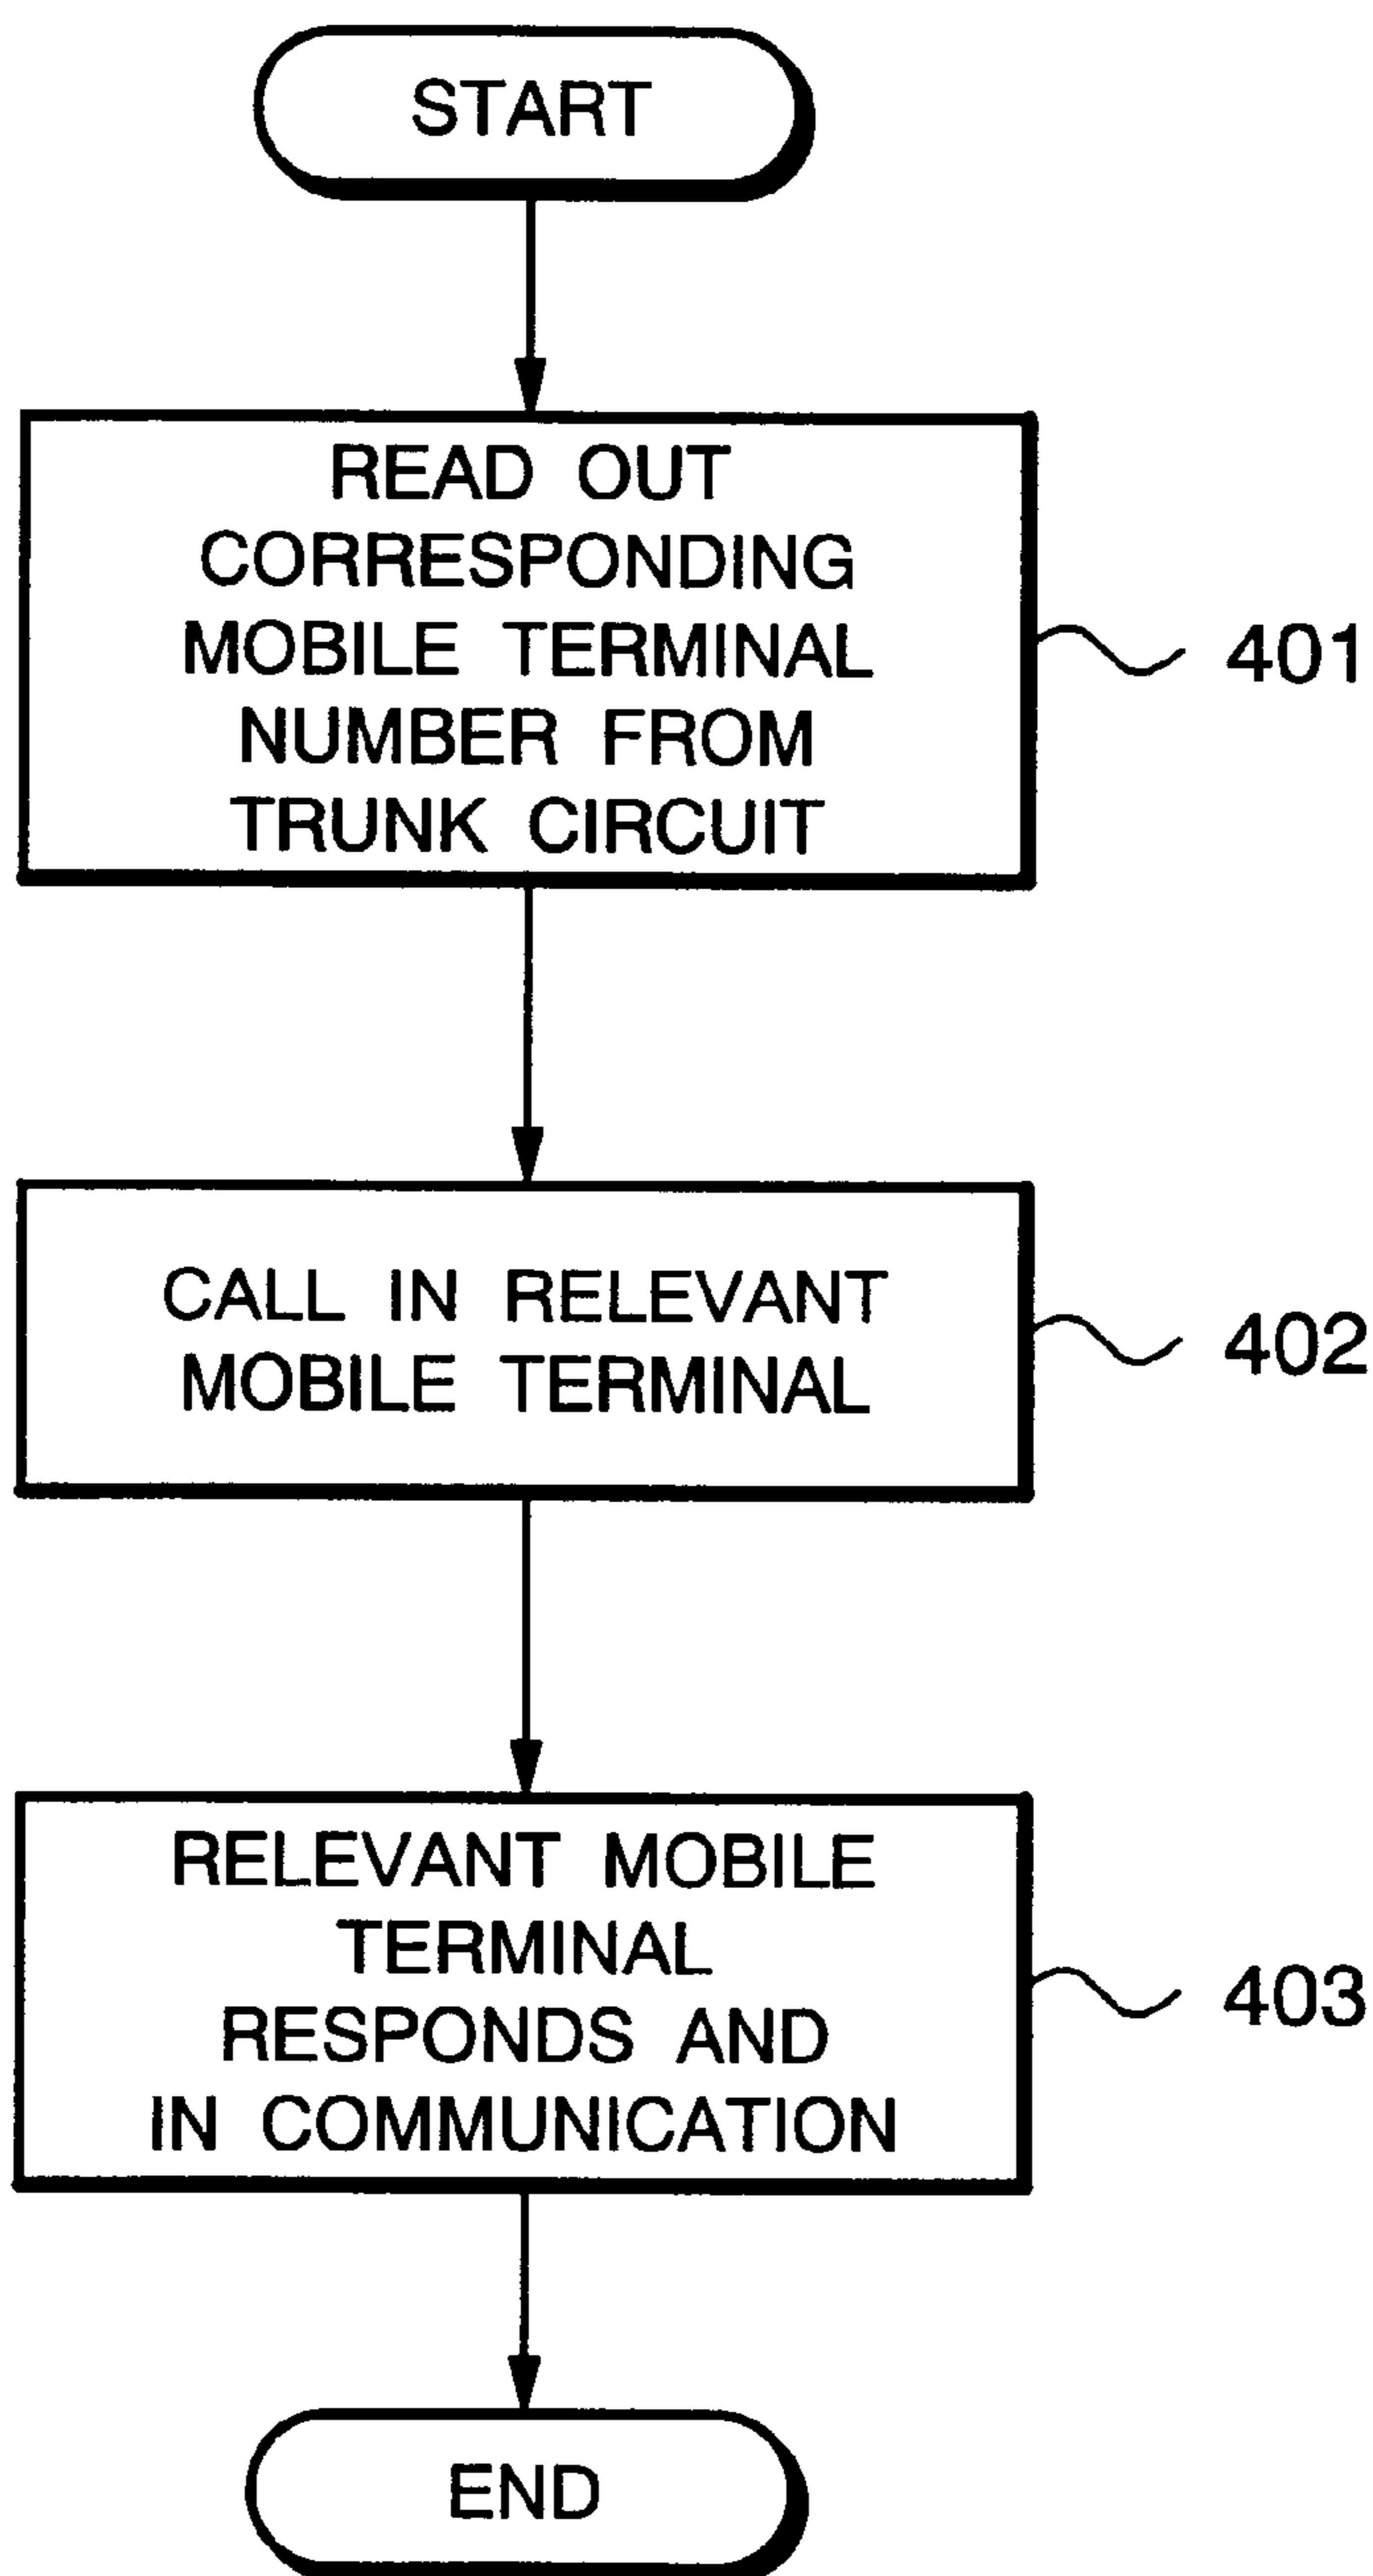 START
READ OUT
CORRESPONDING
MOBILE TERMINAL
NUMBER FROM
TRUNK CIRCUIT
401
CALL IN RELEVANT
MOBILE TERMINAL
402
RELEVANT MOBILE
TERMINAL
RESPONDS AND
IN COMMUNICATION
403
END